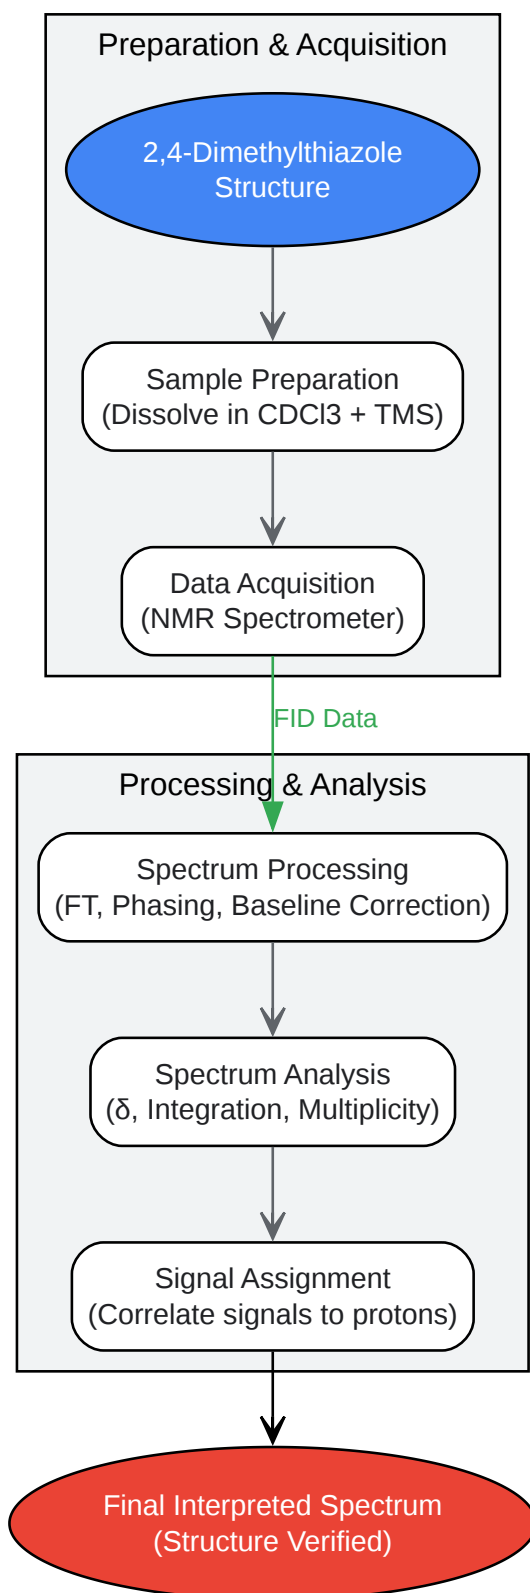 Preparation & Acquisition
2,4-Dimethylthiazole
Structure
Sample Preparation
(Dissolve in CDCl3 + TMS)
Data Acquisition
(NMR Spectrometer)
FID Data
Processing & Analysis
Spectrum Processing
(FT, Phasing, Baseline Correction)
Spectrum Analysis
(δ, Integration, Multiplicity)
Signal Assignment
(Correlate signals to protons)
Final Interpreted Spectrum
(Structure Verified)